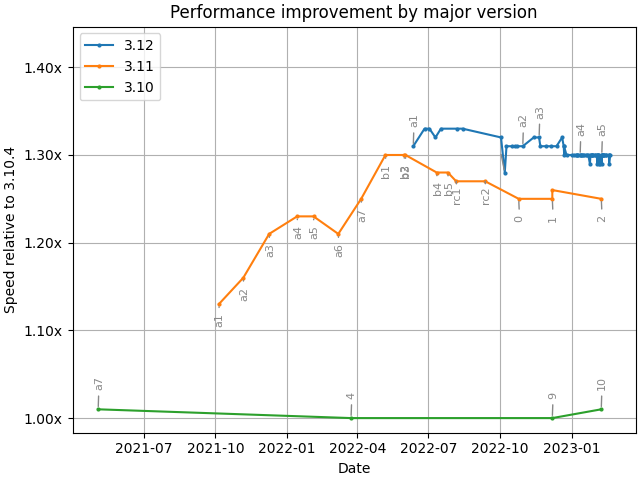 Performance improvement by major version
3.12
3.11
3.10
1.40x
1.30x
1.20x
1.10x
1.00x
Speed relative to 3.10.4
a1
a2
a3
a4
a5
a1
a2
a3
a4
a5
a6
a7
b1
b3
b4
b5
rc1
rc2
0
1
2
a7
4
9
10
2021-07
2021-10
2022-01
2022-04
2022-07
2022-10
2023-01
Date